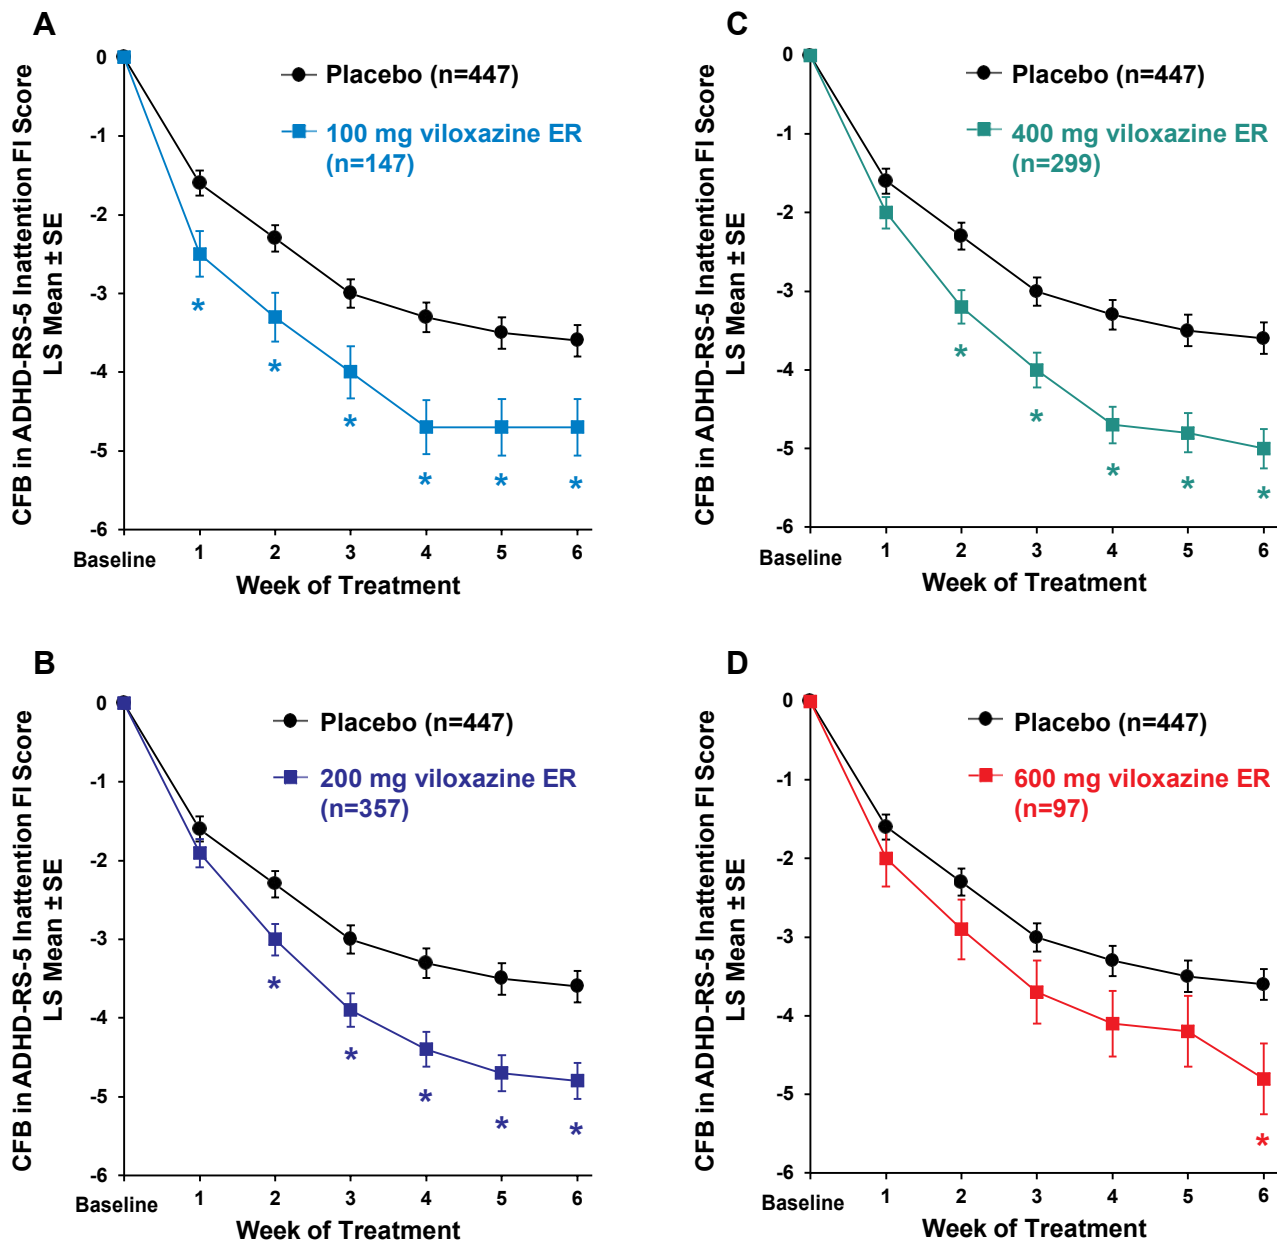 A
CFB in ADHD-RS-5 Inattention FI Score
LS Mean ± SE
0
-1
-2
-3
-4
-5
-6
Placebo (n=447)
100 mg viloxazine ER
(n=147)
*
*
*
*
*
*
Baseline
1
2
3
4
5
6
Week of Treatment
C
CFB in ADHD-RS-5 Inattention FI Score
LS Mean ± SE
0
-1
-2
-3
-4
-5
-6
Placebo (n=447)
400 mg viloxazine ER
(n=299)
*
*
*
*
*
Baseline
1
2
3
4
5
6
Week of Treatment
B
CFB in ADHD-RS-5 Inattention FI Score
LS Mean ± SE
0
-1
-2
-3
-4
-5
-6
Placebo (n=447)
200 mg viloxazine ER
(n=357)
*
*
*
*
*
Baseline
1
2
3
4
5
6
Week of Treatment
D
CFB in ADHD-RS-5 Inattention FI Score
LS Mean ± SE
0
-1
-2
-3
-4
-5
-6
Placebo (n=447)
600 mg viloxazine ER
(n=97)
*
Baseline
1
2
3
4
5
6
Week of Treatment